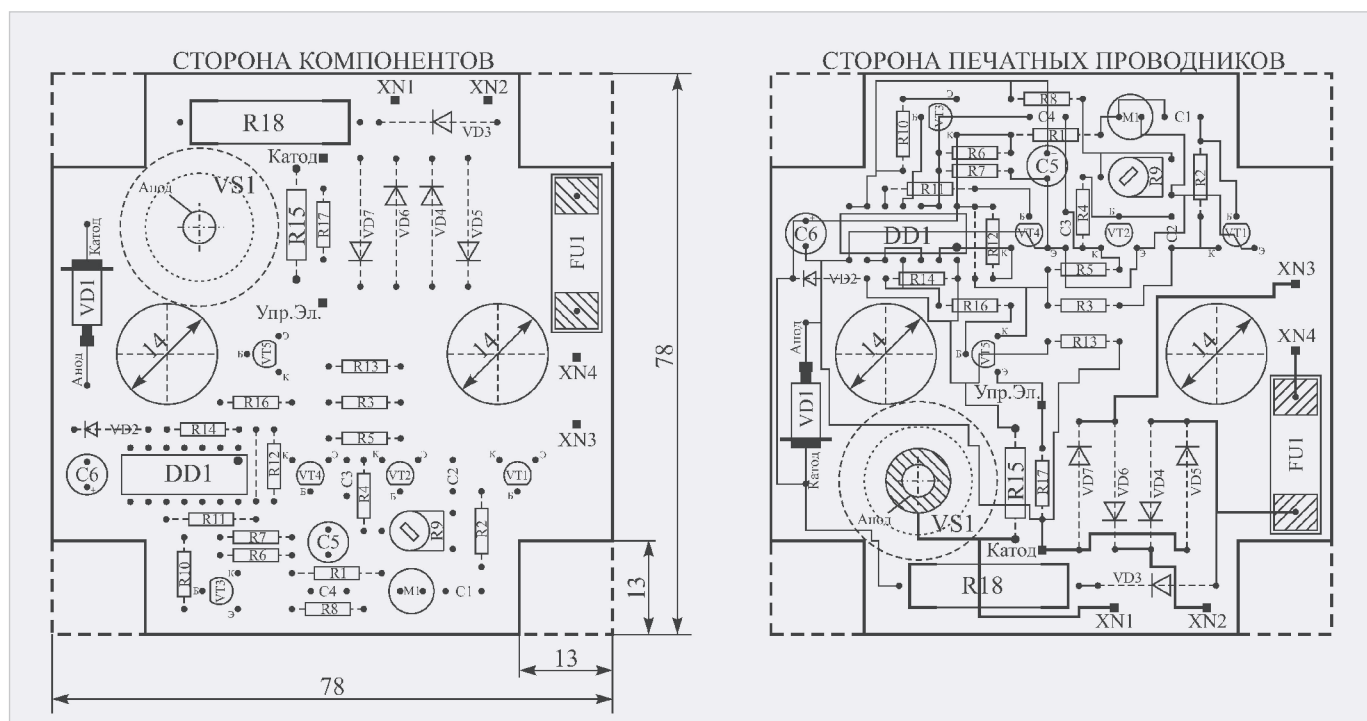 СТОРОНА КОМПОНЕНТОВ
XN1 XN2
R18
VD3
Катод
Анод
VS1
R15
R17
VD7
VD6
VD4
VD5
FU1
Катод
VD1
Анод
Упр.Эл.
14
14
Б
VT5
Э
К
R13
XN4
R16
R3
XN3
VD2
R14
R5
C6
+
DD1
R12
К
Э
VT4
Б
C3
R4
К
Э
VT2
Б
C2
К
Э
VT1
Б
R11
R9
R2
R7
R6
C5
+
R10
К
Б
VT3
Э
R1
C4
M1
C1
R8
78
13
13
78
СТОРОНА ПЕЧАТНЫХ ПРОВОДНИКОВ
Э
R8
R10
Б
VT3
К
C4
M1
C1
R1
R6
R7
C5
R9
R2
R11
R4
C6
+
DD1
R12
Б
VT4
К
Э
C3
Б
VT2
К
Э
C2
Б
VT1
К
Э
VD2
R14
R5
XN3
R16
R3
14
К
Б
VT5
Э
R13
14
XN4
Анод
VD1
Катод
Упр.Эл.
R15
R17
VD7
VD6
VD4
VD5
FU1
Анод
VS1
Катод
R18
VD3
XN1 XN2